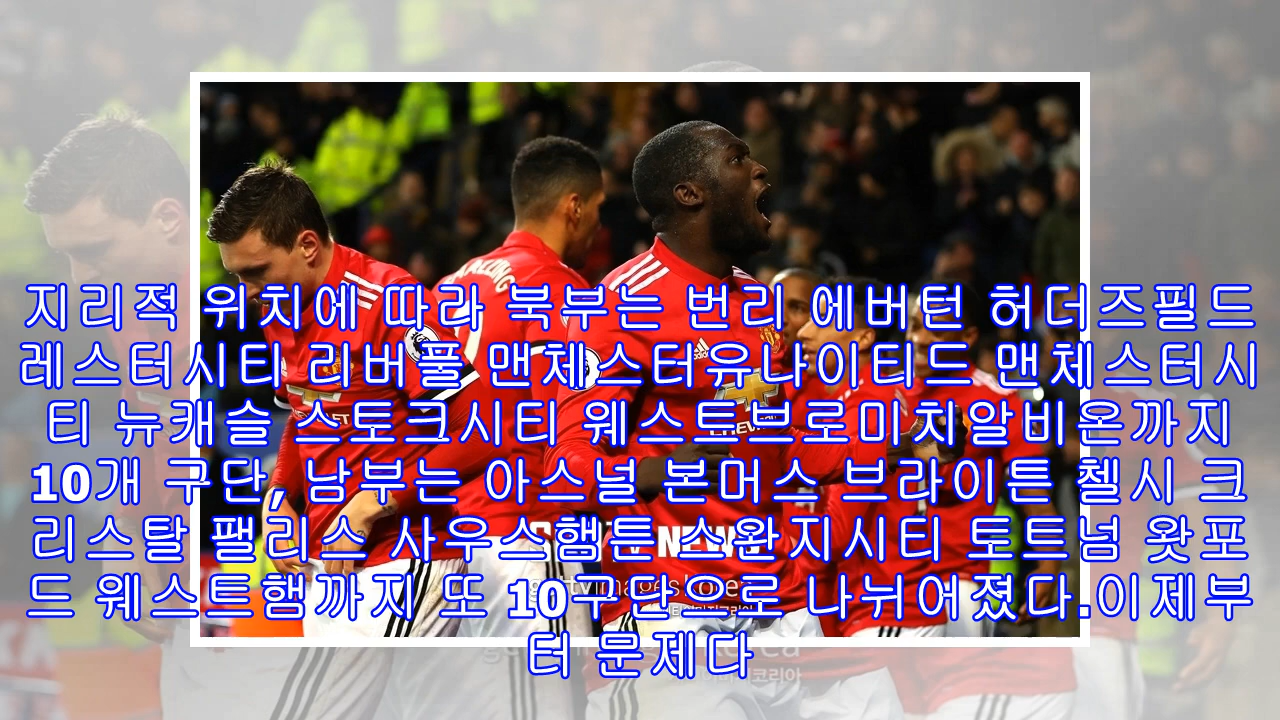 지리적 위치에 따라 북부는 번리 에버턴 허더즈필드
레스터시티 리버풀 맨체스터유나이티드 맨체스터시
티 뉴캐슬 스토크시티 웨스트브로미치알비온까지
10개 구단, 남부는 아스널 본머스 브라이튼 첼시 크
리스탈 팰리스 사우스햄튼 스완지시티 토트넘 왓포
드 웨스트햄까지 또 10구단으로 나뉘어졌다.이제부
터 문제다